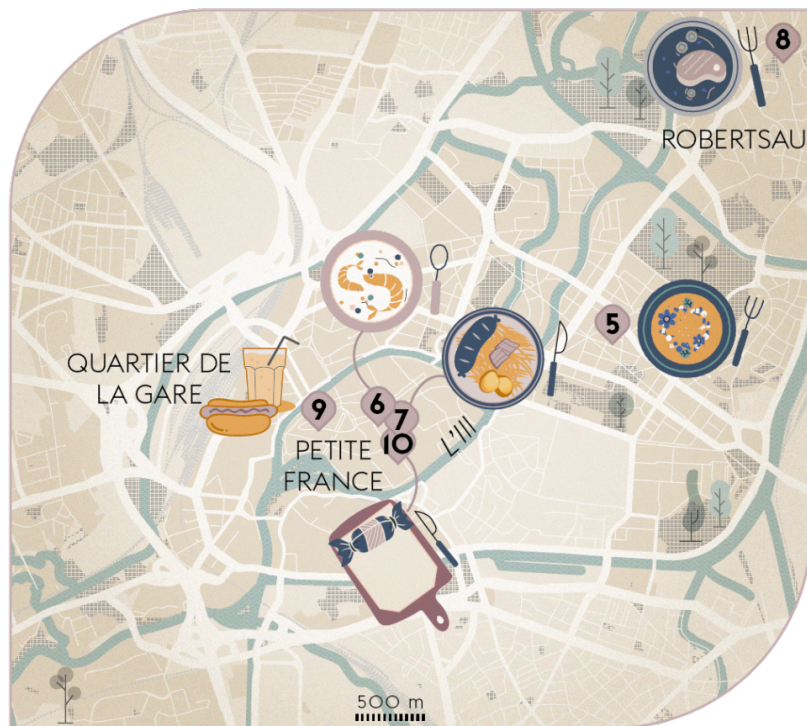 8
ROBERTSAU
5
QUARTIER DE
LA GARE
9
6
7
10
L'Ill
PETITE
FRANCE
500 m